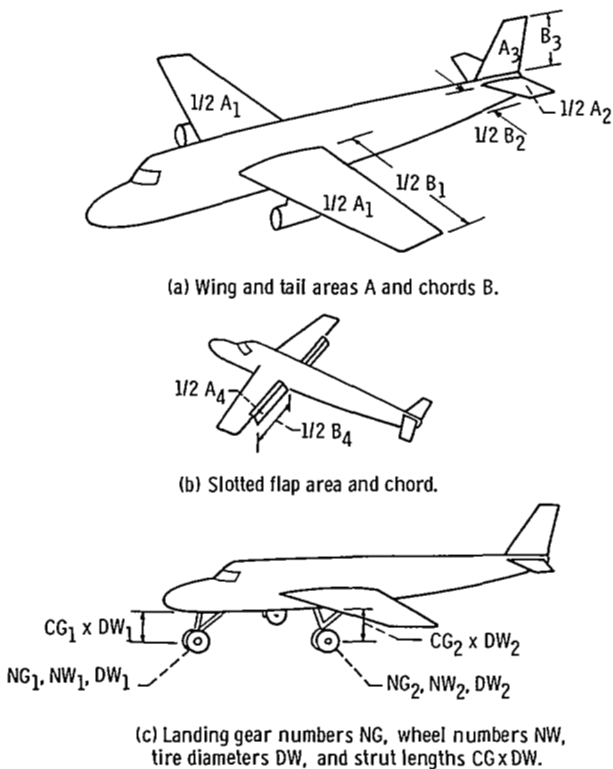 A₃
B₃
1/2 A₁
1/2 A₂
1/2 B₂
1/2 B₁
1/2 A₁
(a) Wing and tail areas A and chords B.
1/2 A₄
1/2 B₄
(b) Slotted flap area and chord.
CG₁ x DW₁
CG₂ x DW₂
NG₁, NW₁, DW₁
NG₂, NW₂, DW₂
(c) Landing gear numbers NG, wheel numbers NW,
tire diameters DW, and strut lengths CG x DW.